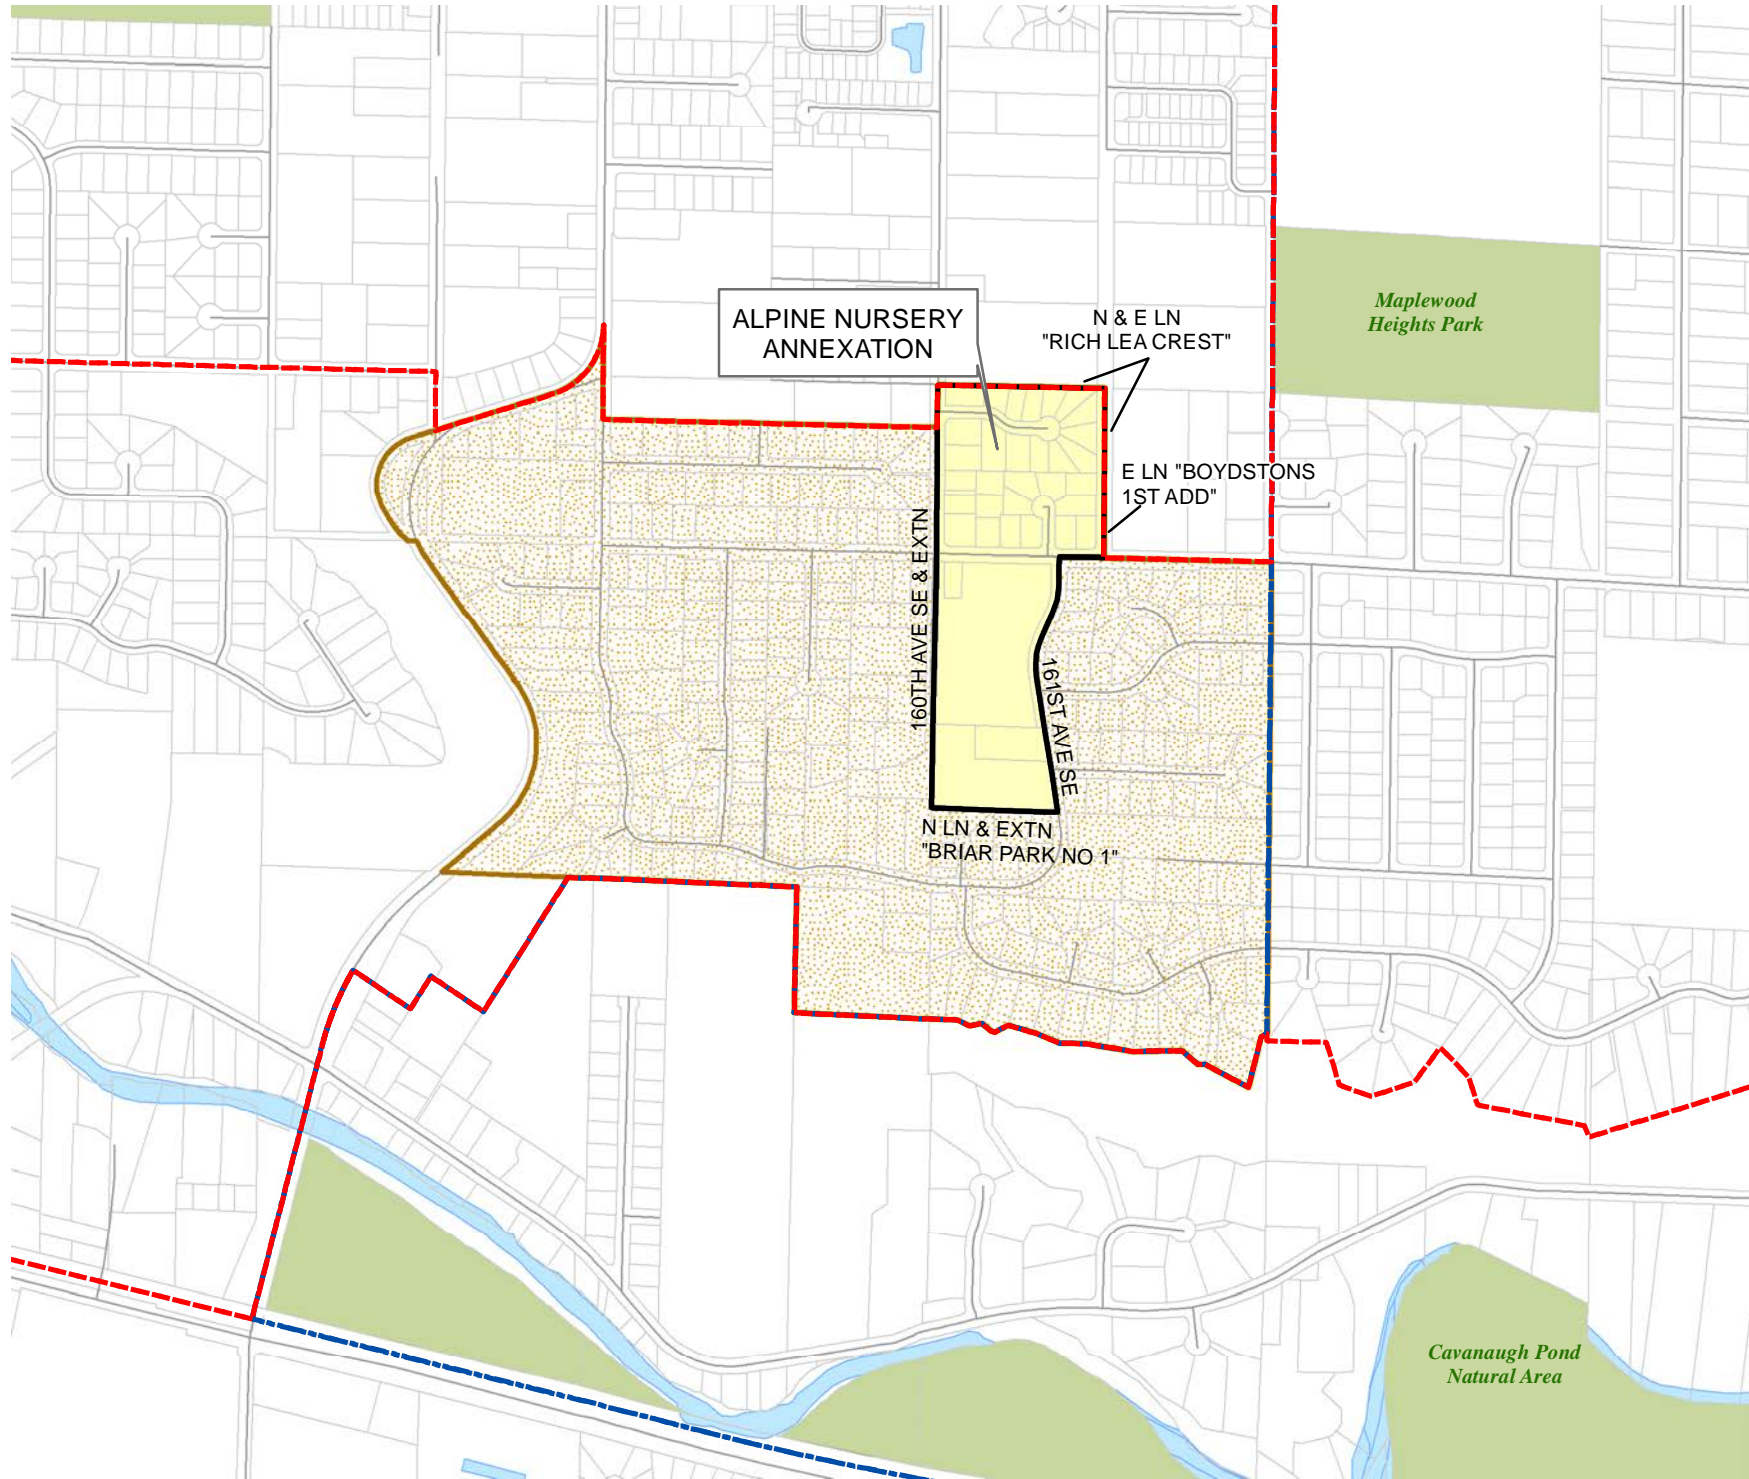 Maplewood
Heights Park
ALPINE NURSERY
ANNEXATION
N & E LN
"RICH LEA CREST"
E LN "BOYDSTONS
1ST ADD"
160TH AVE SE & EXTN
161ST AVE SE
N LN & EXTN
"BRIAR PARK NO 1"
Cavanaugh Pond
Natural Area